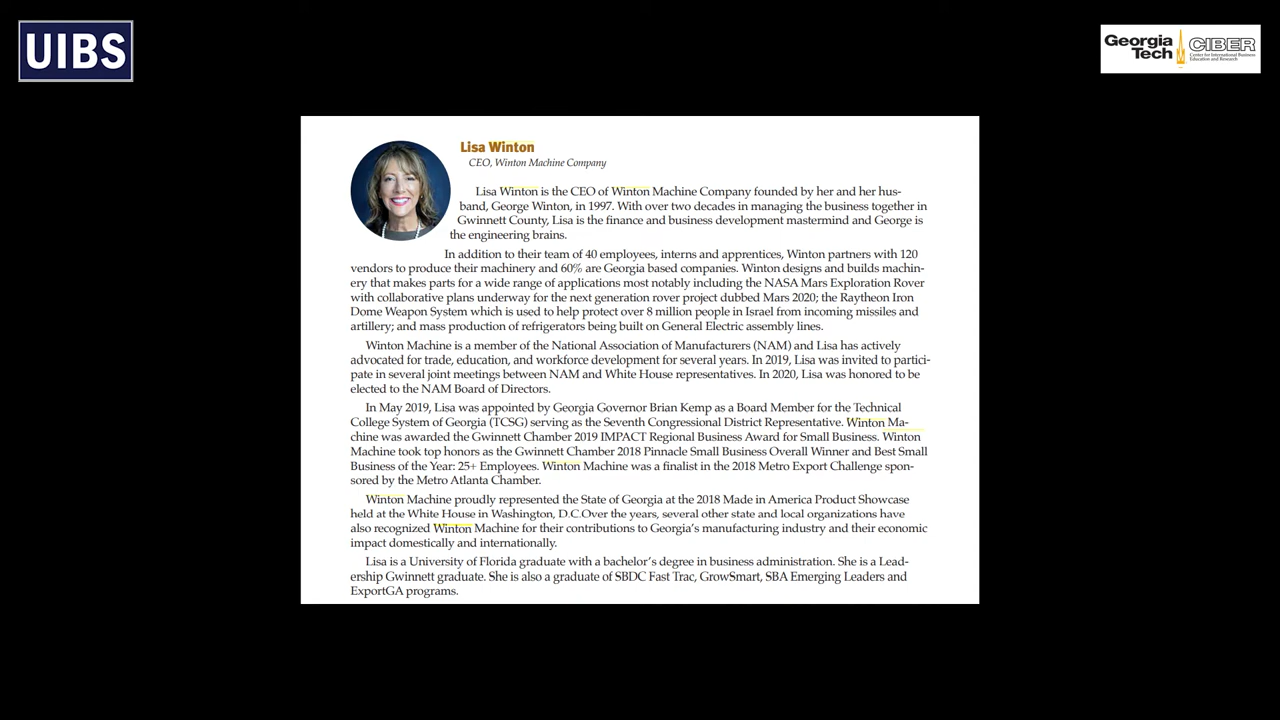 UIBS
Georgia Tech
CIBER
Center for International Business
Education and Research
Lisa Winton
CEO, Winton Machine Company
Lisa Winton is the CEO of Winton Machine Company founded by her and her hus-
band, George Winton, in 1997. With over two decades in managing the business together in
Gwinnett County, Lisa is the finance and business development mastermind and George is
the engineering brains.
In addition to their team of 40 employees, interns and apprentices, Winton partners with 120
vendors to produce their machinery and 60% are Georgia based companies. Winton designs and builds machin-
ery that makes parts for a wide range of applications most notably including the NASA Mars Exploration Rover
with collaborative plans underway for the next generation rover project dubbed Mars 2020; the Raytheon Iron
Dome Weapon System which is used to help protect over 8 million people in Israel from incoming missiles and
artillery; and mass production of refrigerators being built on General Electric assembly lines.
Winton Machine is a member of the National Association of Manufacturers (NAM) and Lisa has actively
advocated for trade, education, and workforce development for several years. In 2019, Lisa was invited to partici-
pate in several joint meetings between NAM and White House representatives. In 2020, Lisa was honored to be
elected to the NAM Board of Directors.
In May 2019, Lisa was appointed by Georgia Governor Brian Kemp as a Board Member for the Technical
College System of Georgia (TCSG) serving as the Seventh Congressional District Representative. Winton Ma-
chine was awarded the Gwinnett Chamber 2019 IMPACT Regional Business Award for Small Business. Winton
Machine took top honors as the Gwinnett Chamber 2018 Pinnacle Small Business Overall Winner and Best Small
Business of the Year: 25+ Employees. Winton Machine was a finalist in the 2018 Metro Export Challenge spon-
sored by the Metro Atlanta Chamber.
Winton Machine proudly represented the State of Georgia at the 2018 Made in America Product Showcase
held at the White House in Washington, D.C.Over the years, several other state and local organizations have
also recognized Winton Machine for their contributions to Georgia's manufacturing industry and their economic
impact domestically and internationally.
Lisa is a University of Florida graduate with a bachelor's degree in business administration. She is a Lead-
ership Gwinnett graduate. She is also a graduate of SBDC Fast Trac, GrowSmart, SBA Emerging Leaders and
ExportGA programs.